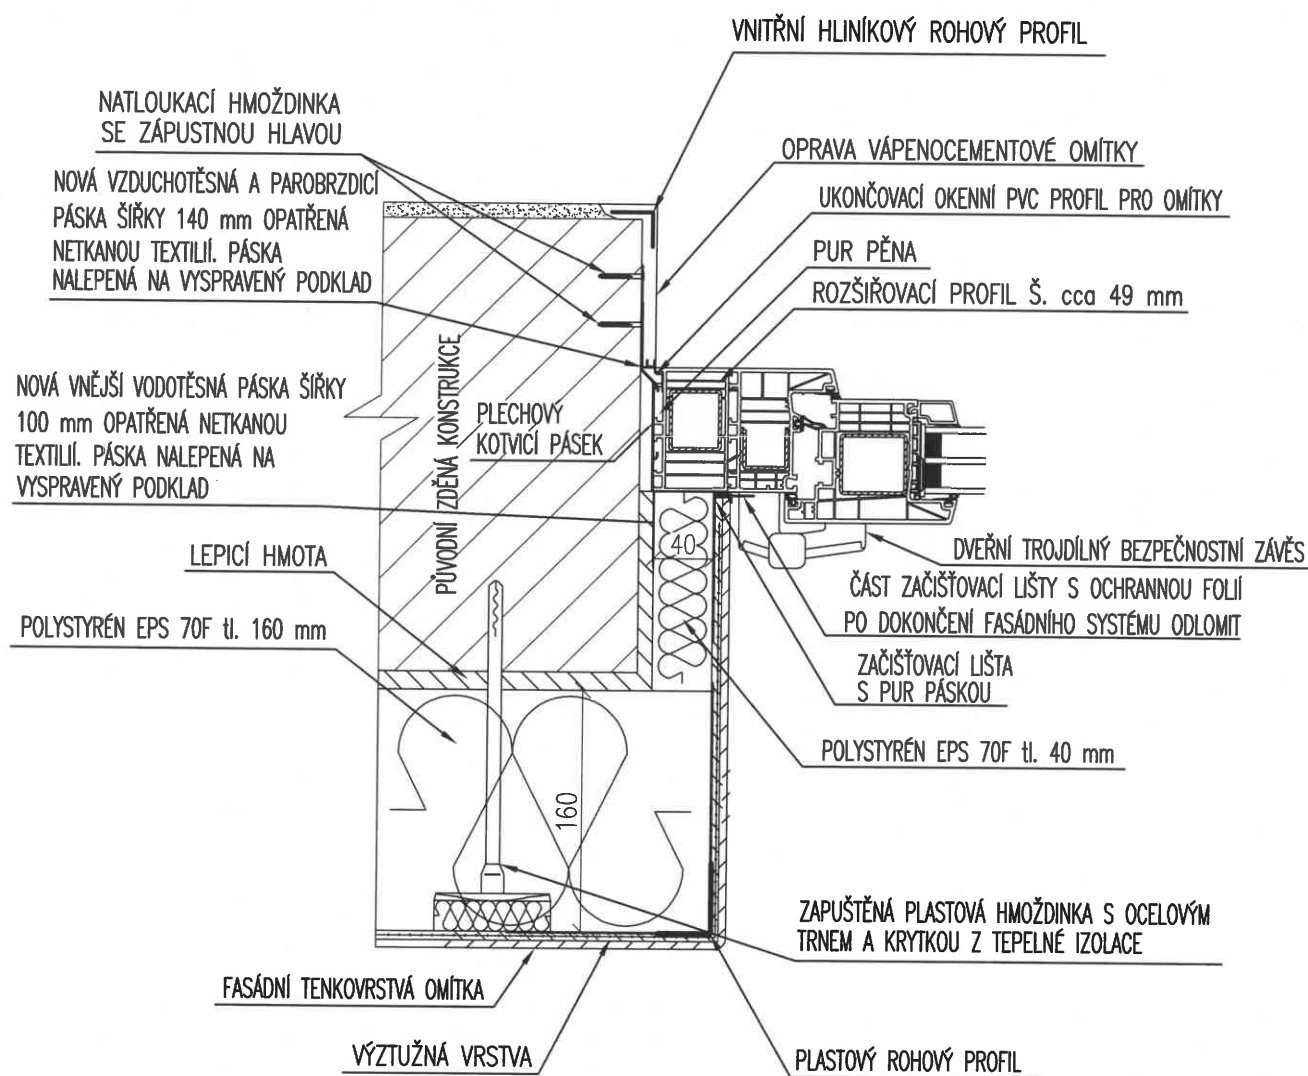 VNITŘNÍ HLINÍKOVÝ ROHOVÝ PROFIL
NATLOUKACÍ HMOŽDINKA
SE ZÁPUSTNOU HLAVOU
OPRAVA VÁPENOCEMENTOVÉ OMÍTKY
NOVÁ VZDUCHOTĚSNÁ A PAROBRZDICÍ
PÁSKA ŠÍŘKY 140 mm OPATŘENÁ
NETKANOU TEXTILIÍ. PÁSKA
NALEPENÁ NA VYSPRAVENÝ PODKLAD
UKONČOVACÍ OKENNÍ PVC PROFIL PRO OMÍTKY
PUR PĚNA
ROZŠIŘOVACÍ PROFIL Š. cca 49 mm
NOVÁ VNĚJŠÍ VODOTĚSNÁ PÁSKA ŠÍŘKY
100 mm OPATŘENÁ NETKANOU
TEXTILIÍ. PÁSKA NALEPENÁ NA
VYSPRAVENÝ PODKLAD
PŮVODNÍ ZDĚNÁ KONSTRUKCE
PLECHOVÝ
KOTVICÍ PÁSEK
40
LEPICÍ HMOTA
DVEŘNÍ TROJDÍLNÝ BEZPEČNOSTNÍ ZÁVĚS
ČÁST ZAČIŠŤOVACÍ LIŠTY S OCHRANNOU FOLIÍ
PO DOKONČENÍ FASÁDNÍHO SYSTÉMU ODLOMIT
POLYSTYRÉN EPS 70F tl. 160 mm
ZAČIŠŤOVACÍ LIŠTA
S PUR PÁSKOU
POLYSTYRÉN EPS 70F tl. 40 mm
160
ZAPUŠTĚNÁ PLASTOVÁ HMOŽDINKA S OCELOVÝM
TRNEM A KRYTKOU Z TEPELNÉ IZOLACE
FASÁDNÍ TENKOVRSTVÁ OMÍTKA
VÝZTUŽNÁ VRSTVA
PLASTOVÝ ROHOVÝ PROFIL